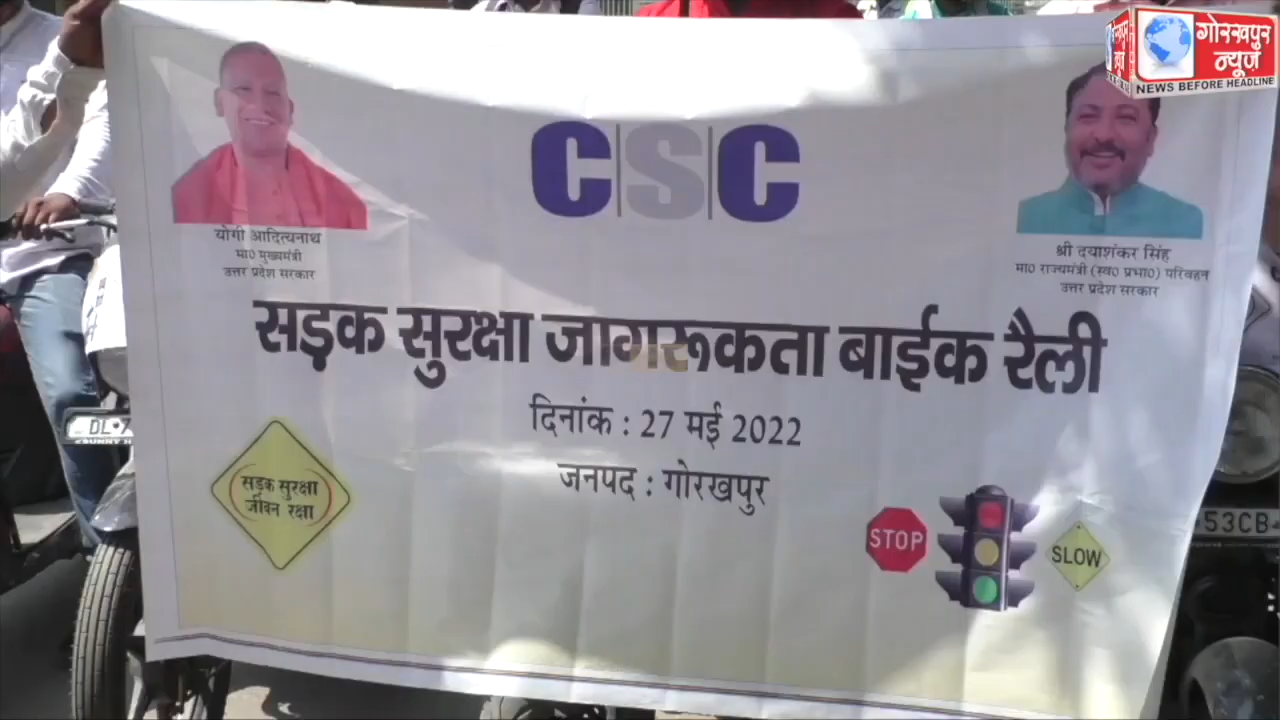 गोरखपुर
न्यूज़
NEWS BEFORE HEADLINE
CSC
योगी आदित्यनाथ
मा0 मुख्यमंत्री
उत्तर प्रदेश सरकार
श्री दयाशंकर सिंह
मा0 राज्यमंत्री (स्व0 प्रभा0) परिवहन
उत्तर प्रदेश सरकार
सड़क सुरक्षा जागरूकता बाईक रैली
दिनांक : 27 मई 2022
जनपद : गोरखपुर
सड़क सुरक्षा
जीवन रक्षा
STOP
SLOW
DL-7
53CB